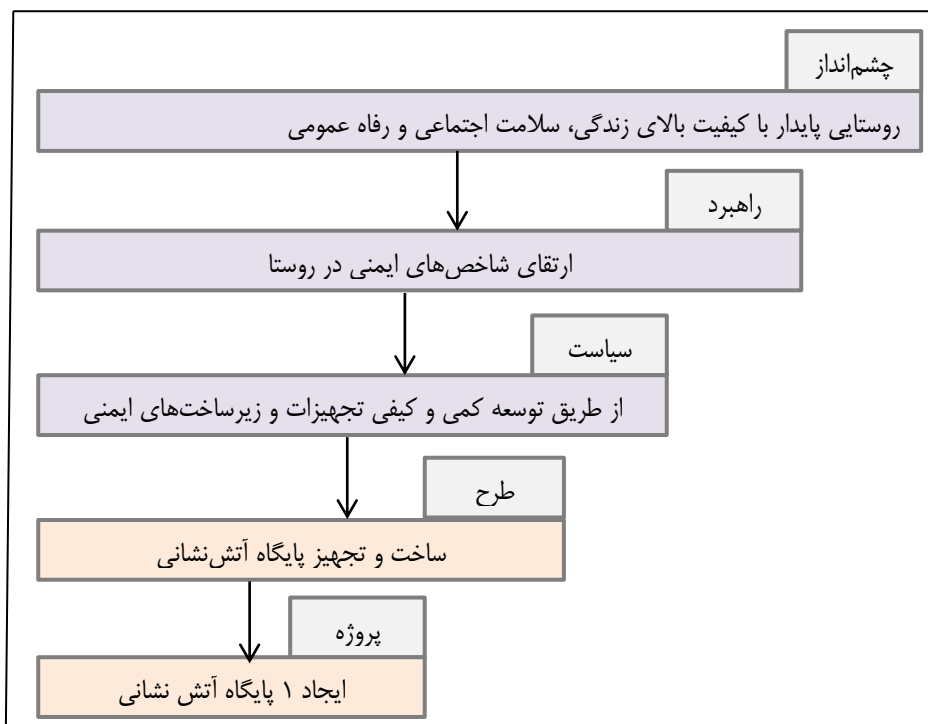 چشم‌انداز
روستایی پایدار با کیفیت بالای زندگی، سلامت اجتماعی و رفاه عمومی
راهبرد
ارتقای شاخص‌های ایمنی در روستا
سیاست
از طریق توسعه کمی و کیفی تجهیزات و زیرساخت‌های ایمنی
طرح
ساخت و تجهیز پایگاه آتش‌نشانی
پروژه
ایجاد ۱ پایگاه آتش نشانی